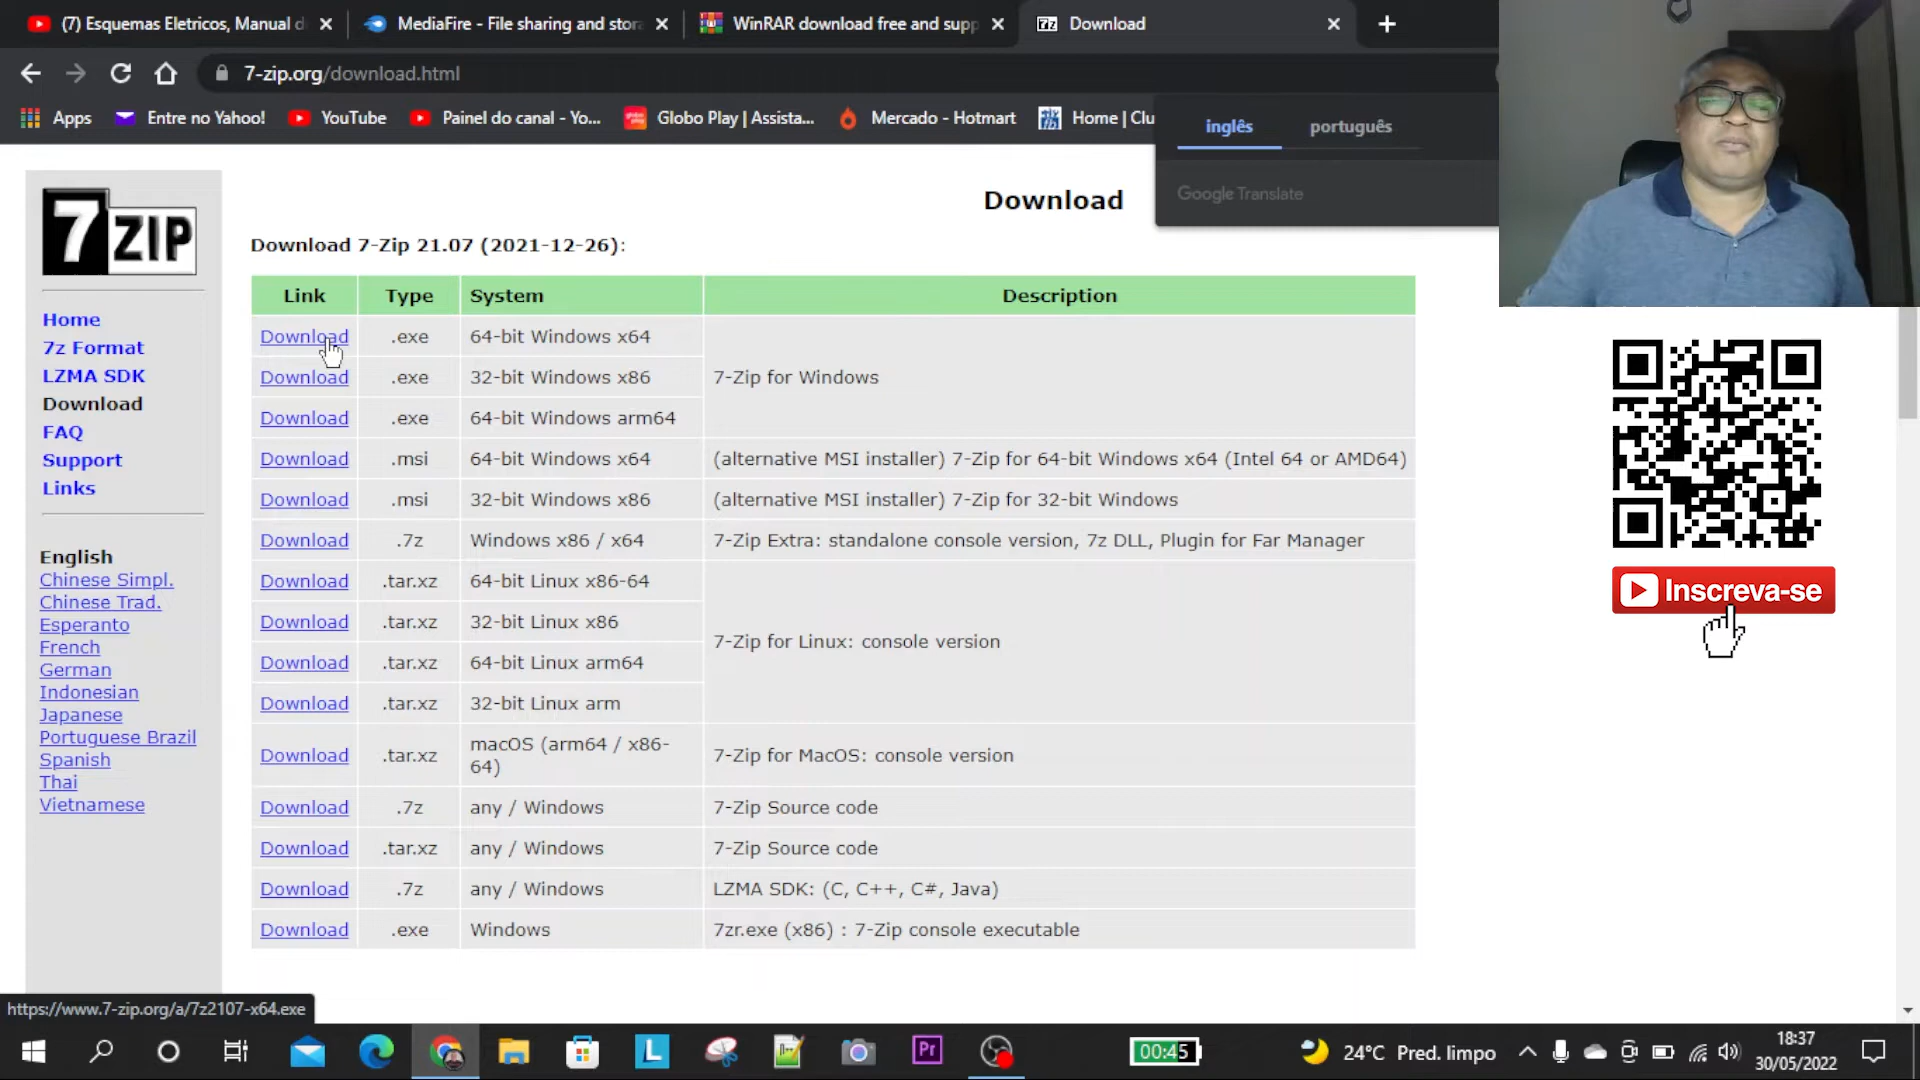 (7) Esquemas Eletricos, Manual d
MediaFire - File sharing and stora
WinRAR download free and supp
7z Download
7-zip.org/download.html
Apps
Entre no Yahoo!
YouTube
Painel do canal - Yo...
Globo Play | Assista...
Mercado - Hotmart
Home | Clu
inglês português
Google Translate
7 ZIP
Home
7z Format
LZMA SDK
Download
FAQ
Support
Links
English
Chinese Simpl.
Chinese Trad.
Esperanto
French
German
Indonesian
Japanese
Portuguese Brazil
Spanish
Thai
Vietnamese
Download
Download 7-Zip 21.07 (2021-12-26):
Link Type System Description
Download .exe 64-bit Windows x64
Download .exe 32-bit Windows x86 7-Zip for Windows
Download .exe 64-bit Windows arm64
Download .msi 64-bit Windows x64 (alternative MSI installer) 7-Zip for 64-bit Windows x64 (Intel 64 or AMD64)
Download .msi 32-bit Windows x86 (alternative MSI installer) 7-Zip for 32-bit Windows
Download .7z Windows x86 / x64 7-Zip Extra: standalone console version, 7z DLL, Plugin for Far Manager
Download .tar.xz 64-bit Linux x86-64
Download .tar.xz 32-bit Linux x86
7-Zip for Linux: console version
Download .tar.xz 64-bit Linux arm64
Download .tar.xz 32-bit Linux arm
Download .tar.xz macOS (arm64 / x86-
64) 7-Zip for MacOS: console version
Download .7z any / Windows 7-Zip Source code
Download .tar.xz any / Windows 7-Zip Source code
Download .7z any / Windows LZMA SDK: (C, C++, C#, Java)
Download .exe Windows 7zr.exe (x86) : 7-Zip console executable
Inscreva-se
https://www.7-zip.org/a/7z2107-x64.exe
L
Pr
00:45
24°C Pred. limpo
18:37
30/05/2022